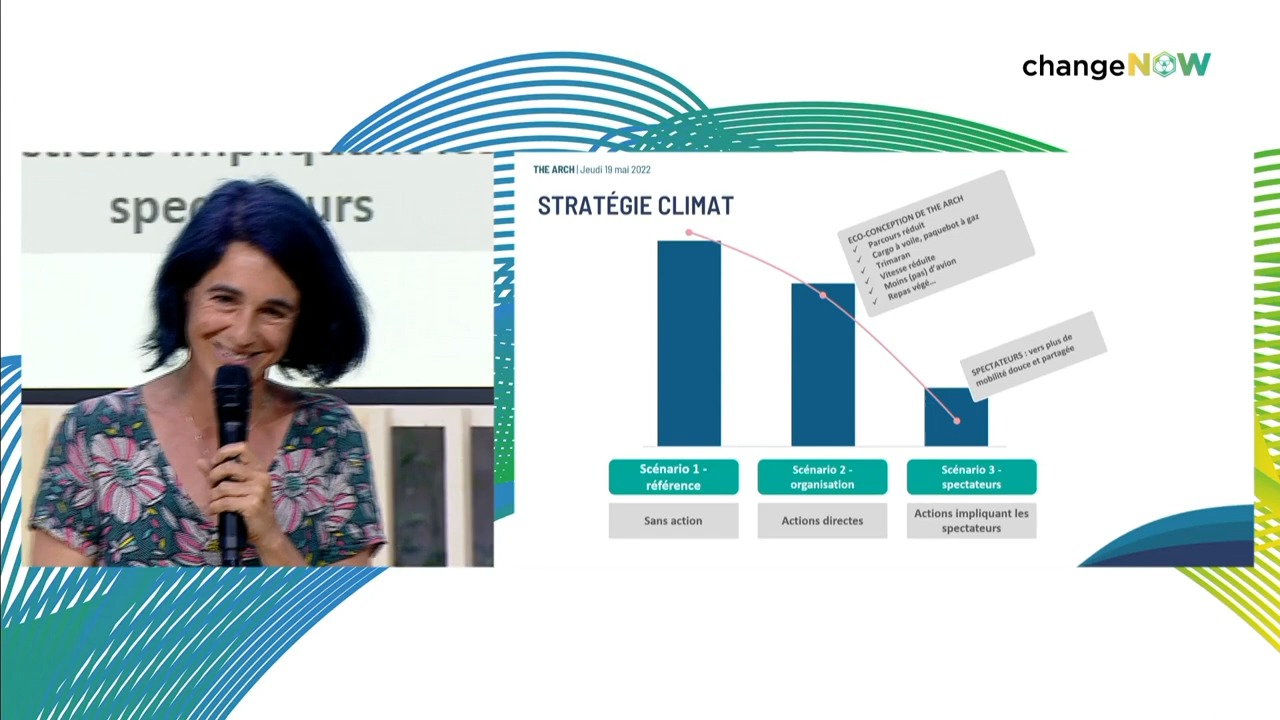 changeNOW
spec urs
THE ARCH | Jeudi 19 mai 2022
STRATÉGIE CLIMAT
ECO-CONCEPTION DE THE ARCH
✓ Parcours réduit
✓ Cargo à voile, paquebot à gaz
✓ Trimaran
✓ Vitesse réduite
✓ Moins (pas) d'avion
✓ Repas végé...
SPECTATEURS : vers plus de
mobilité douce et partagée
Scénario 1 -
référence
Scénario 2 -
organisation
Scénario 3 -
spectateurs
Sans action
Actions directes
Actions impliquant les
spectateurs